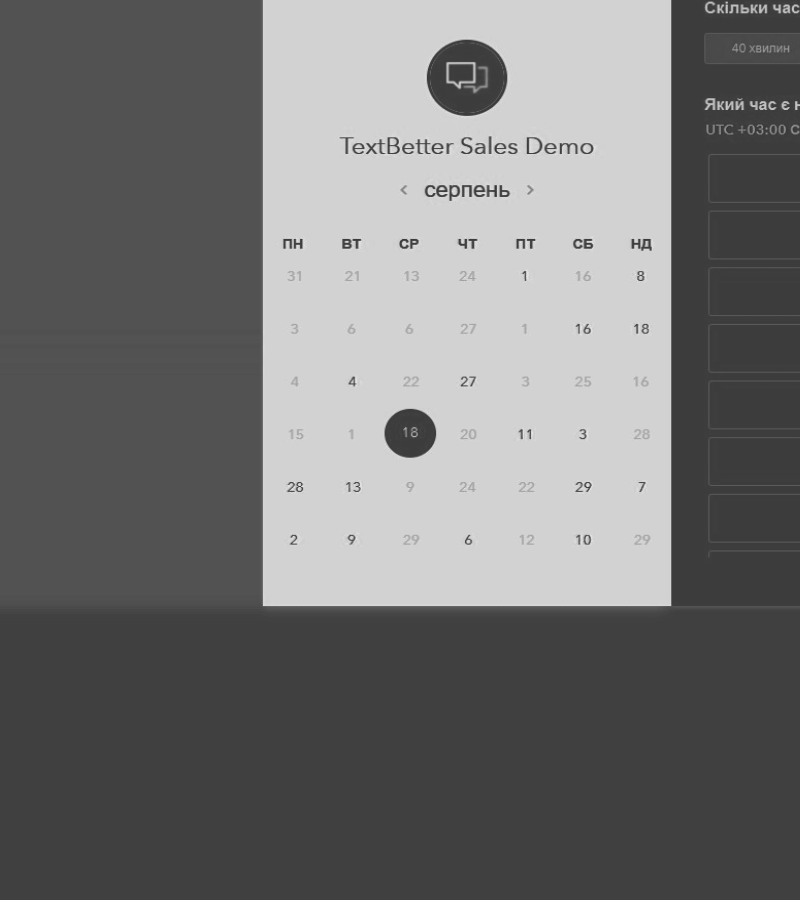 Скільки час
40 хвилин
Який час є н
UTC +03:00 С
TextBetter Sales Demo
< серпень >
ПН ВТ СР ЧТ ПТ СБ НД
31 21 13 24 1 16 8
3 6 6 27 1 16 18
4 4 22 27 3 25 16
15 1 18 20 11 3 28
28 13 9 24 22 29 7
2 9 29 6 12 10 29